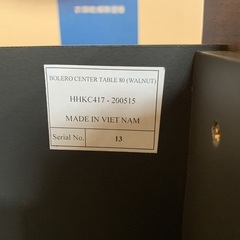 BOLERO CENTER TABLE 80 (WALNUT)
HHKC417 - 200515
MADE IN VIET NAM
Serial No. 13